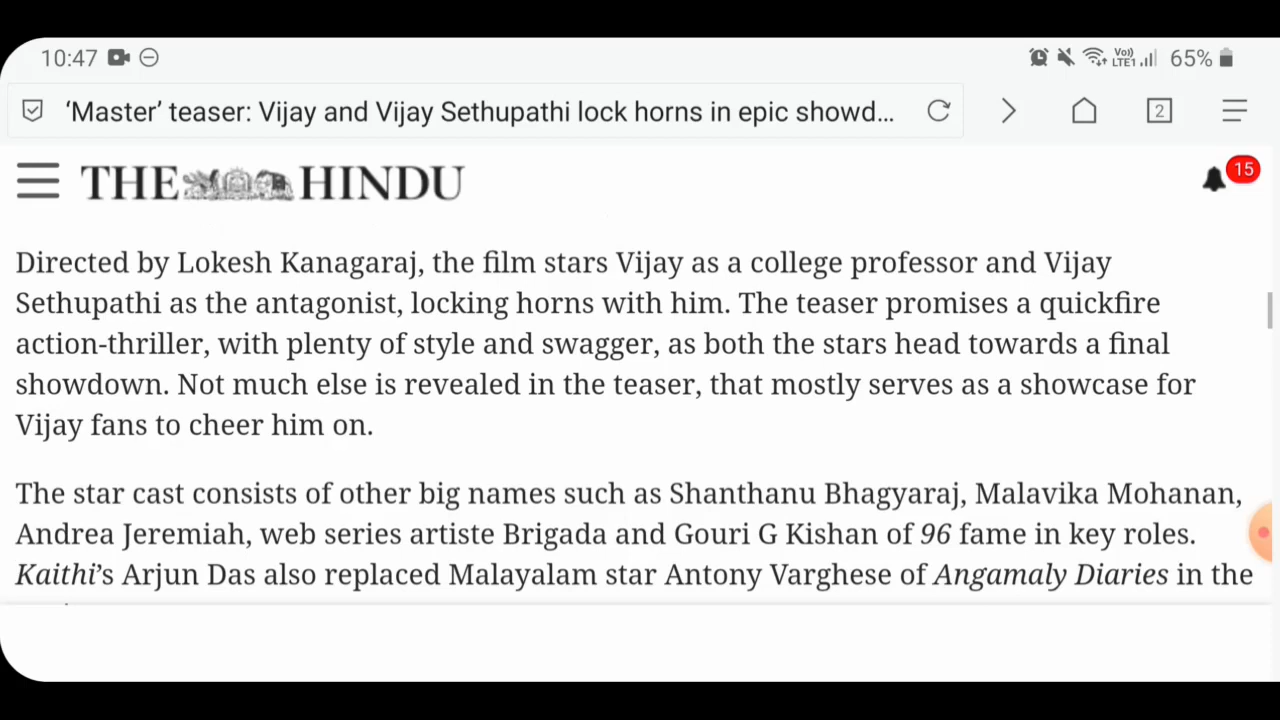 10:47 Vo) LTE1 65%
‘Master’ teaser: Vijay and Vijay Sethupathi lock horns in epic showd... 2
THE HINDU 15
Directed by Lokesh Kanagaraj, the film stars Vijay as a college professor and Vijay
Sethupathi as the antagonist, locking horns with him. The teaser promises a quickfire
action-thriller, with plenty of style and swagger, as both the stars head towards a final
showdown. Not much else is revealed in the teaser, that mostly serves as a showcase for
Vijay fans to cheer him on.
The star cast consists of other big names such as Shanthanu Bhagyaraj, Malavika Mohanan,
Andrea Jeremiah, web series artiste Brigada and Gouri G Kishan of 96 fame in key roles.
Kaithi’s Arjun Das also replaced Malayalam star Antony Varghese of Angamaly Diaries in the